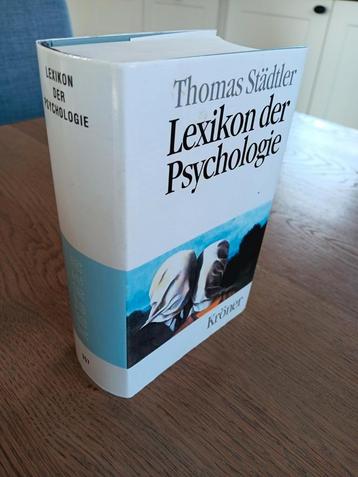 LEXIKON
DER
PSYCHOLOGIE
Thomas Städtler
Lexikon der
Psychologie
Kröner